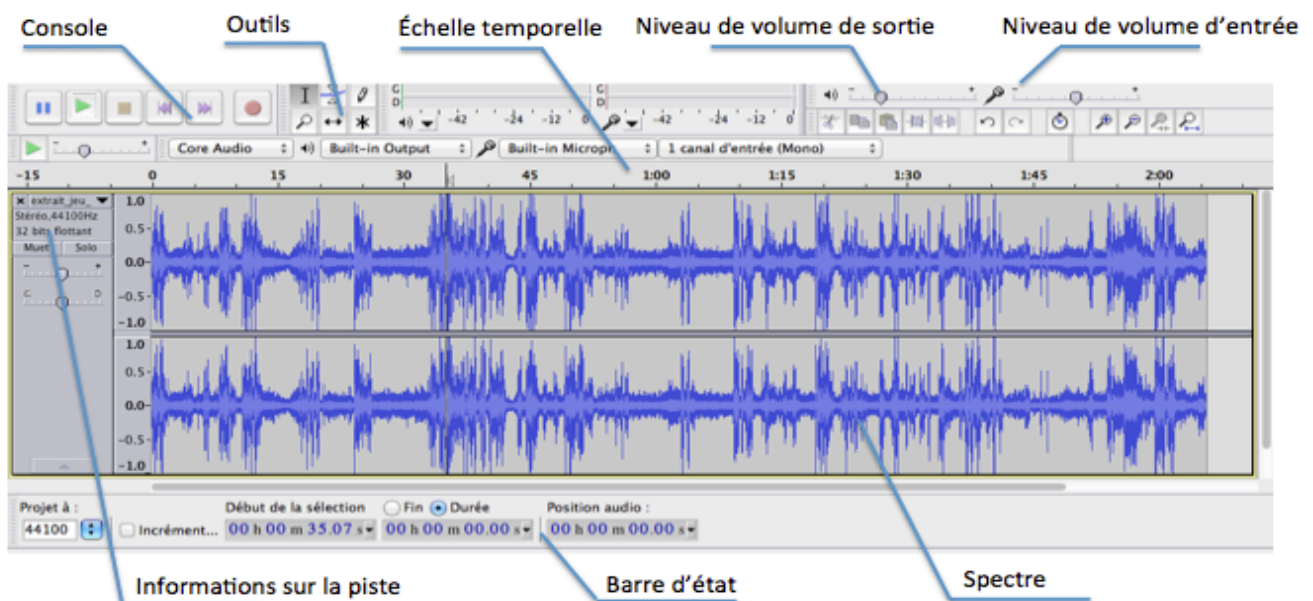 Console Outils Échelle temporelle Niveau de volume de sortie Niveau de volume d'entrée
G
D
G
D
-42 -24 -12 0 -42 -24 -12 0
Core Audio Built-in Output Built-in Microph 1 canal d'entrée (Mono)
-15 0 15 30 45 1:00 1:15 1:30 1:45 2:00
extrait_jeu_
Stéréo,44100Hz
32 bits flottant
Muet Solo
- +
G D
1.0
0.5
0.0
-0.5
-1.0
1.0
0.5
0.0
-0.5
-1.0
Projet à : Début de la sélection Fin Durée Position audio :
44100 Incrément... 00 h 00 m 35.07 s 00 h 00 m 00.00 s 00 h 00 m 00.00 s
Informations sur la piste Barre d'état Spectre